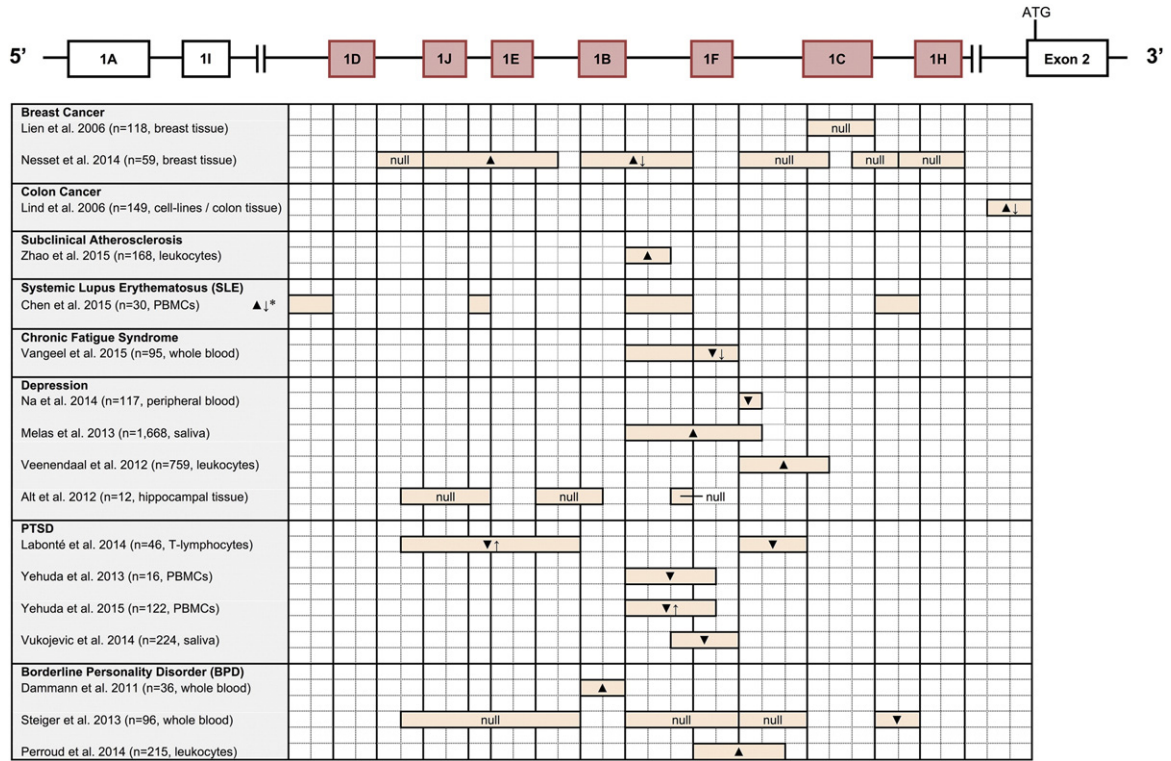 ATG
5’ 1A 1I 1D 1J 1E 1B 1F 1C 1H Exon 2 3’
Breast Cancer
Lien et al. 2006 (n=118, breast tissue) null
Nesset et al. 2014 (n=59, breast tissue) null ▲ ▲↓ null null null
Colon Cancer
Lind et al. 2006 (n=149, cell-lines / colon tissue) ▲↓
Subclinical Atherosclerosis
Zhao et al. 2015 (n=168, leukocytes) ▲
Systemic Lupus Erythematosus (SLE)
Chen et al. 2015 (n=30, PBMCs) ▲↓*
Chronic Fatigue Syndrome
Vangeel et al. 2015 (n=95, whole blood) ▼↓
Depression
Na et al. 2014 (n=117, peripheral blood) ▼
Melas et al. 2013 (n=1,668, saliva) ▲
Veenendaal et al. 2012 (n=759, leukocytes) ▲
Alt et al. 2012 (n=12, hippocampal tissue) null null null
PTSD
Labonté et al. 2014 (n=46, T-lymphocytes) ▼↑ ▼
Yehuda et al. 2013 (n=16, PBMCs) ▼
Yehuda et al. 2015 (n=122, PBMCs) ▼↑
Vukojevic et al. 2014 (n=224, saliva) ▼
Borderline Personality Disorder (BPD)
Dammann et al. 2011 (n=36, whole blood) ▲
Steiger et al. 2013 (n=96, whole blood) null null null ▼
Perroud et al. 2014 (n=215, leukocytes) ▲